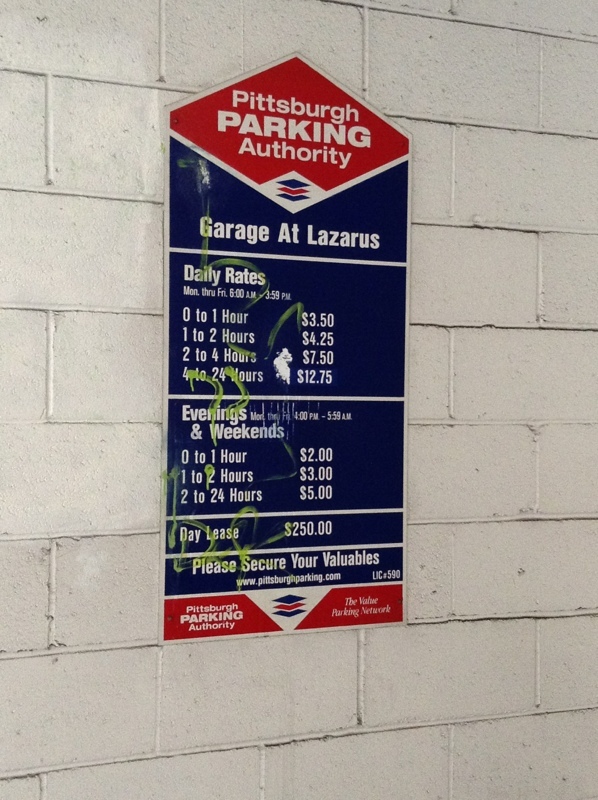 Pittsburgh
PARKING
Authority
Garage At Lazarus
Daily Rates
Mon. thru Fri. 6:00 A.M. - 3:59 P.M.
0 to 1 Hour $3.50
1 to 2 Hours $4.25
2 to 4 Hours $7.50
4 to 24 Hours $12.75
Evenings Mon. thru Fri. 4:00 P.M. - 5:59 A.M.
& Weekends
0 to 1 Hour $2.00
1 to 2 Hours $3.00
2 to 24 Hours $5.00
Day Lease $250.00
Please Secure Your Valuables
www.pittsburghparking.com LIC#590
Pittsburgh
PARKING
Authority
The Value
Parking Network